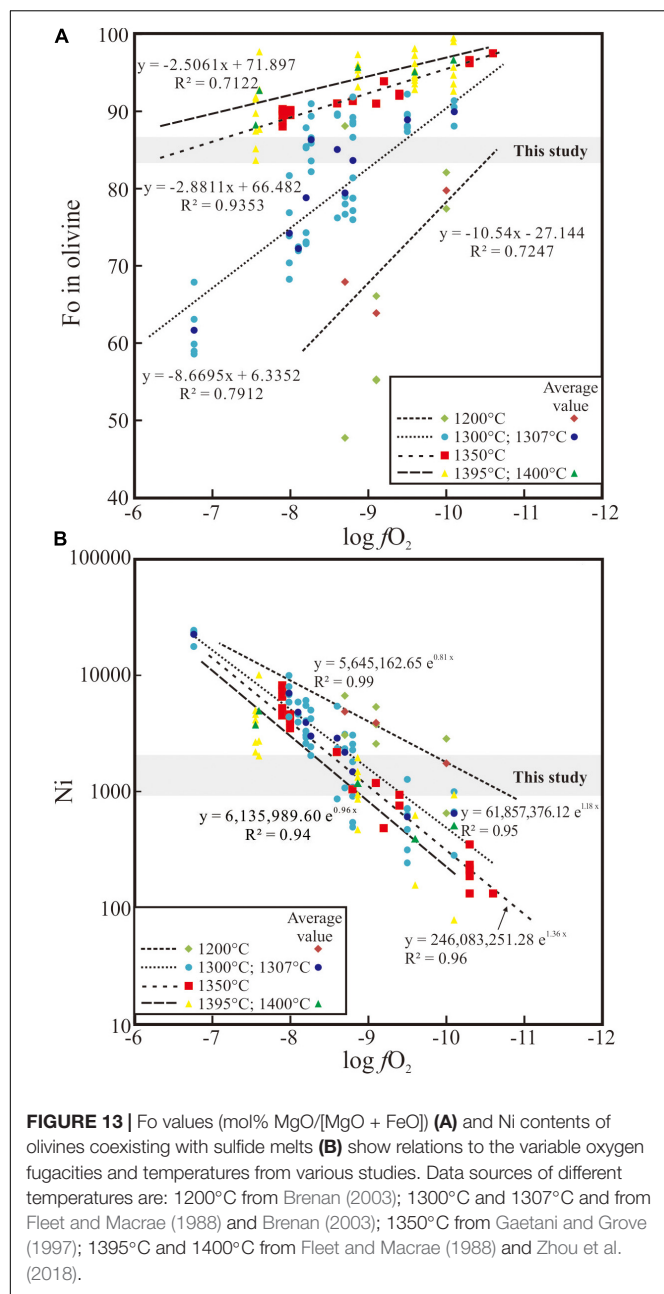 A
100
90
80
70
60
50
40
Fo in olivine
y = -2.5061x + 71.897
R² = 0.7122
This study
y = -2.8811x + 66.482
R² = 0.9353
y = -10.54x - 27.144
R² = 0.7247
y = -8.6695x + 6.3352
R² = 0.7912
Average
value
1200°C
1300°C; 1307°C
1350°C
1395°C; 1400°C
-6 -7 -8 -9 -10 -11 -12
log fO₂
B
100000
10000
1000
100
10
Ni
y = 5,645,162.65 e^0.81 x
R² = 0.99
This study
y = 6,135,989.60 e^0.96 x
R² = 0.94
y = 61,857,376.12 e^1.18 x
R² = 0.95
y = 246,083,251.28 e^1.36 x
R² = 0.96
Average
value
1200°C
1300°C; 1307°C
1350°C
1395°C; 1400°C
-6 -7 -8 -9 -10 -11 -12
log fO₂
FIGURE 13 | Fo values (mol% MgO/[MgO + FeO]) (A) and Ni contents of
olivines coexisting with sulfide melts (B) show relations to the variable oxygen
fugacities and temperatures from various studies. Data sources of different
temperatures are: 1200°C from Brenan (2003); 1300°C and 1307°C and from
Fleet and Macrae (1988) and Brenan (2003); 1350°C from Gaetani and Grove
(1997); 1395°C and 1400°C from Fleet and Macrae (1988) and Zhou et al.
(2018).